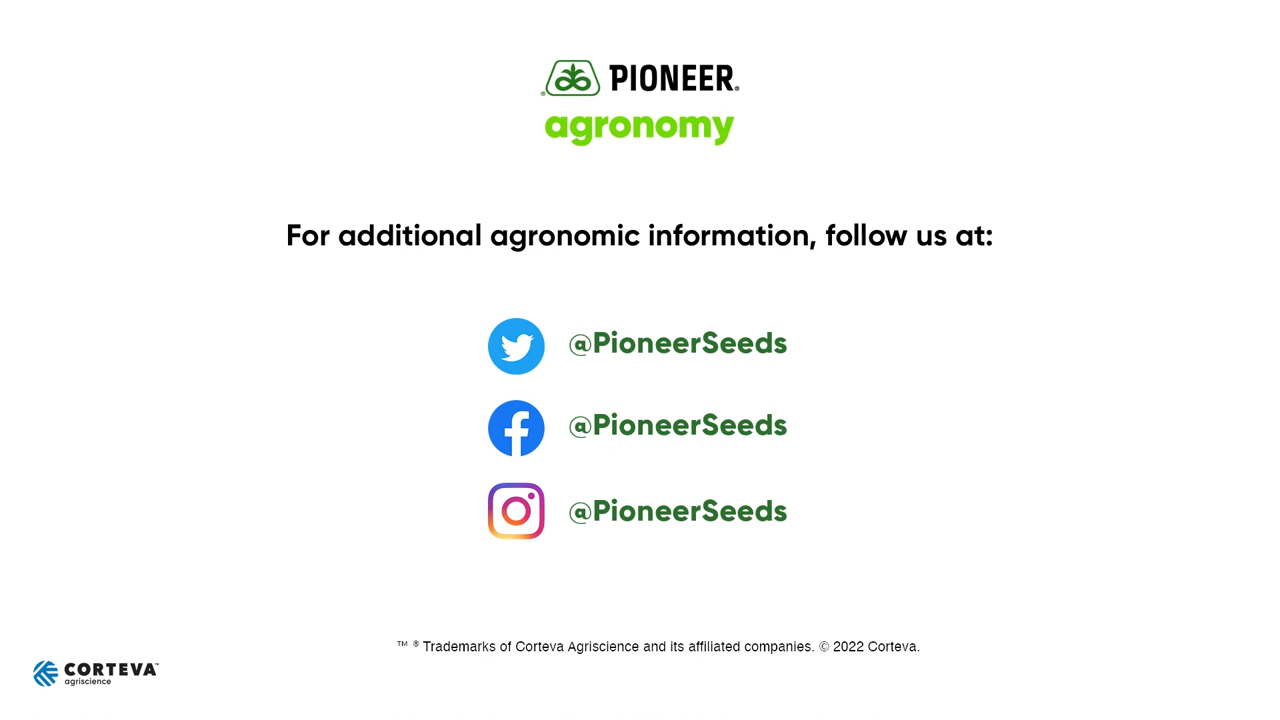 PIONEER®
agronomy
For additional agronomic information, follow us at:
@PioneerSeeds
@PioneerSeeds
@PioneerSeeds
™ ® Trademarks of Corteva Agriscience and its affiliated companies. © 2022 Corteva.
CORTEVA™
agriscience